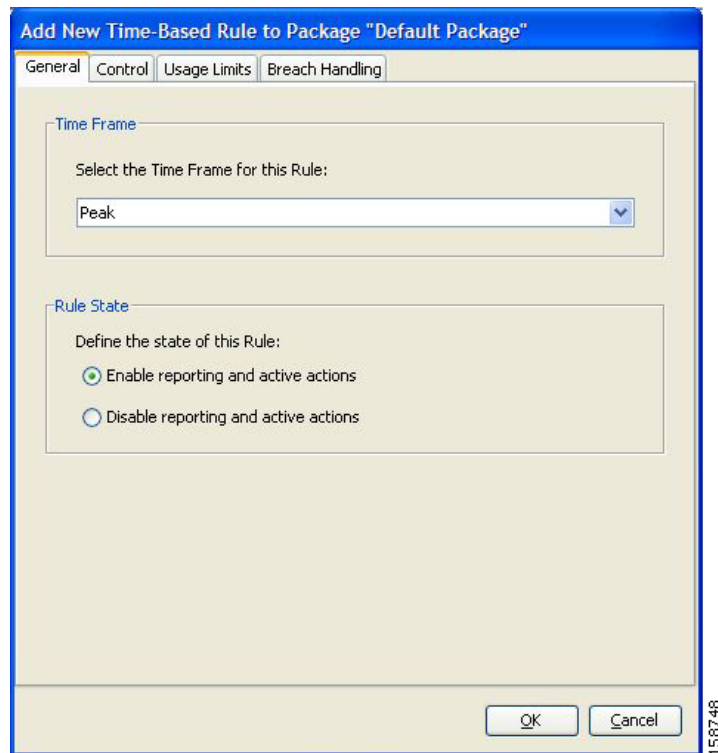 Add New Time-Based Rule to Package "Default Package"
General Control Usage Limits Breach Handling
Time Frame
Select the Time Frame for this Rule:
Peak
Rule State
Define the state of this Rule:
Enable reporting and active actions
Disable reporting and active actions
OK Cancel
158748